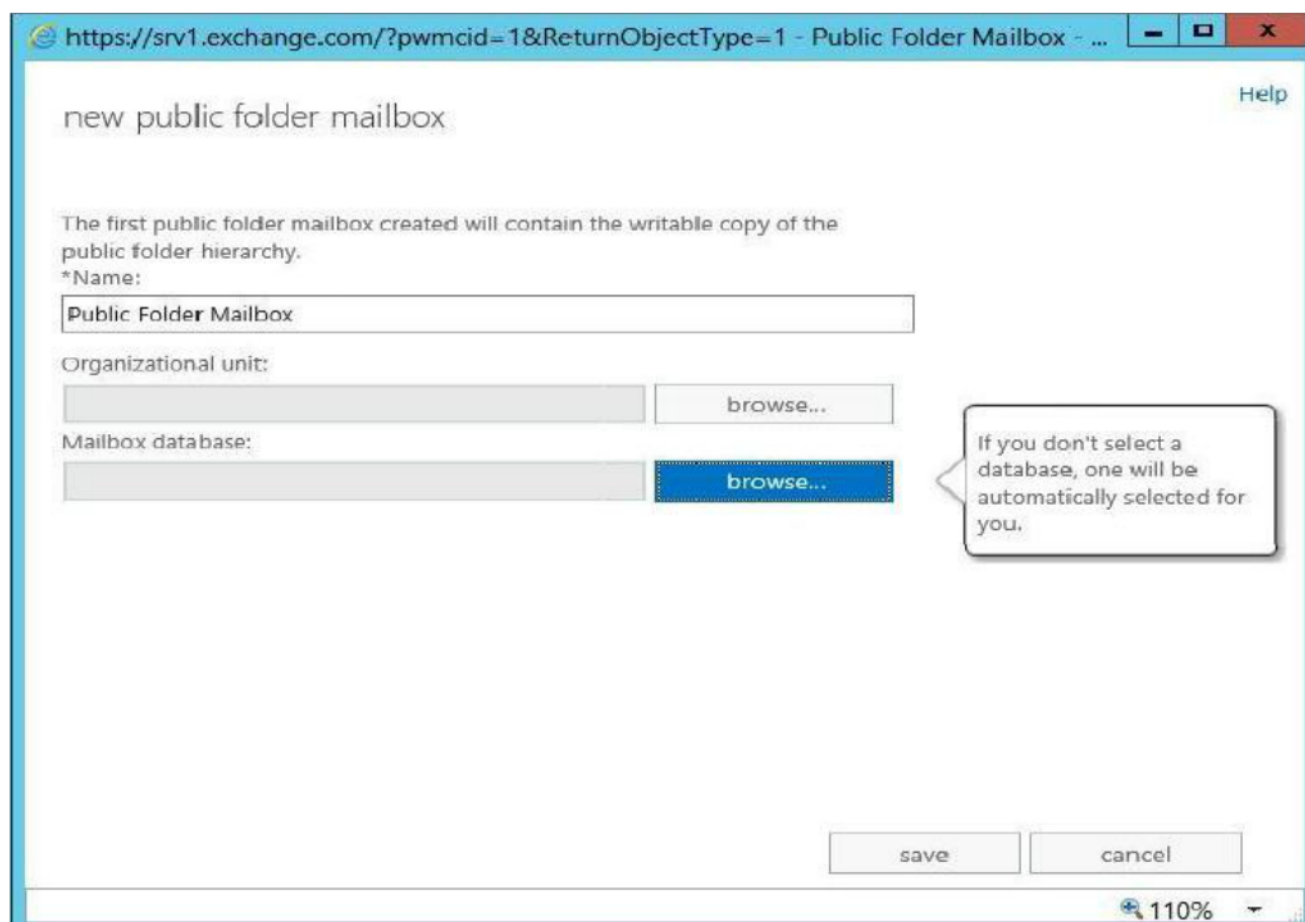 https://srv1.exchange.com/?pwmcid=1&ReturnObjectType=1 - Public Folder Mailbox - ...
Help
new public folder mailbox
The first public folder mailbox created will contain the writable copy of the
public folder hierarchy.
*Name:
Public Folder Mailbox
Organizational unit:
browse...
Mailbox database:
browse...
If you don't select a
database, one will be
automatically selected for
you.
save
cancel
110%